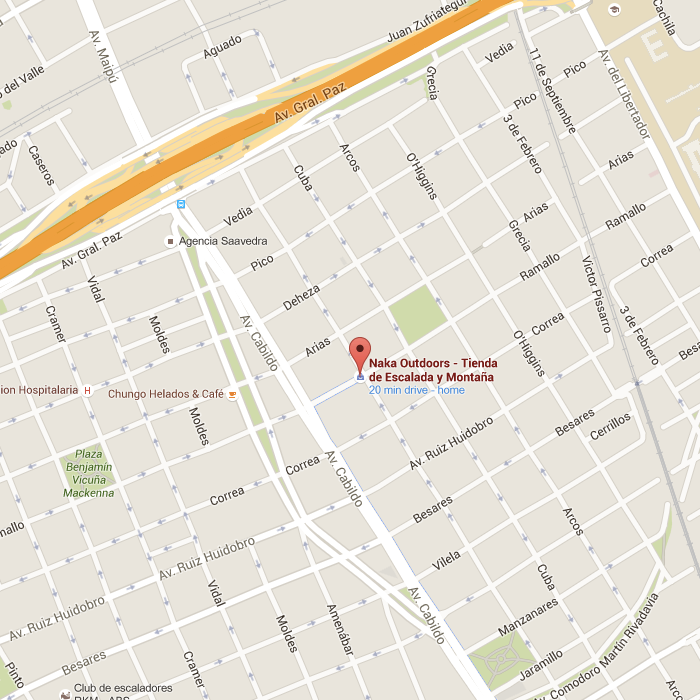 Cachila
Juan Zufriategui
Av. Maipú
Aguado
Vedia
11 de Septiembre
Pico
Av. del Libertador
o del Valle
Grecia
Av. Gral. Paz
Pico
3 de Febrero
Caseros
Arcos
O'Higgins
Arias
Cuba
Vedia
Arias
Ramallo
Av. Gral. Paz
Agencia Saavedra
Grecia
Correa
Pico
Ramallo
Victor Pissarro
Vidal
Deheza
Cramer
Moldes
Av. Cabildo
Arias
Correa
O'Higgins
3 de Febrero
Naka Outdoors - Tienda
de Escalada y Montaña
20 min drive - home
ion Hospitalaria
H
Chungo Helados & Café
Moldes
Besares
Cerrillos
Av. Ruiz Huidobro
Plaza
Benjamín
Vicuña
Mackenna
Correa
Av. Cabildo
Correa
Besares
Arcos
Av. Ruiz Huidobro
Vilela
Cuba
Vidal
Av. Cabildo
Manzanares
Av. Ruiz Huidobro
Moldes
Amenábar
Besares
Cramer
Pinto
Jaramillo
Av. Comodoro Martín Rivadavia
Club de escaladores